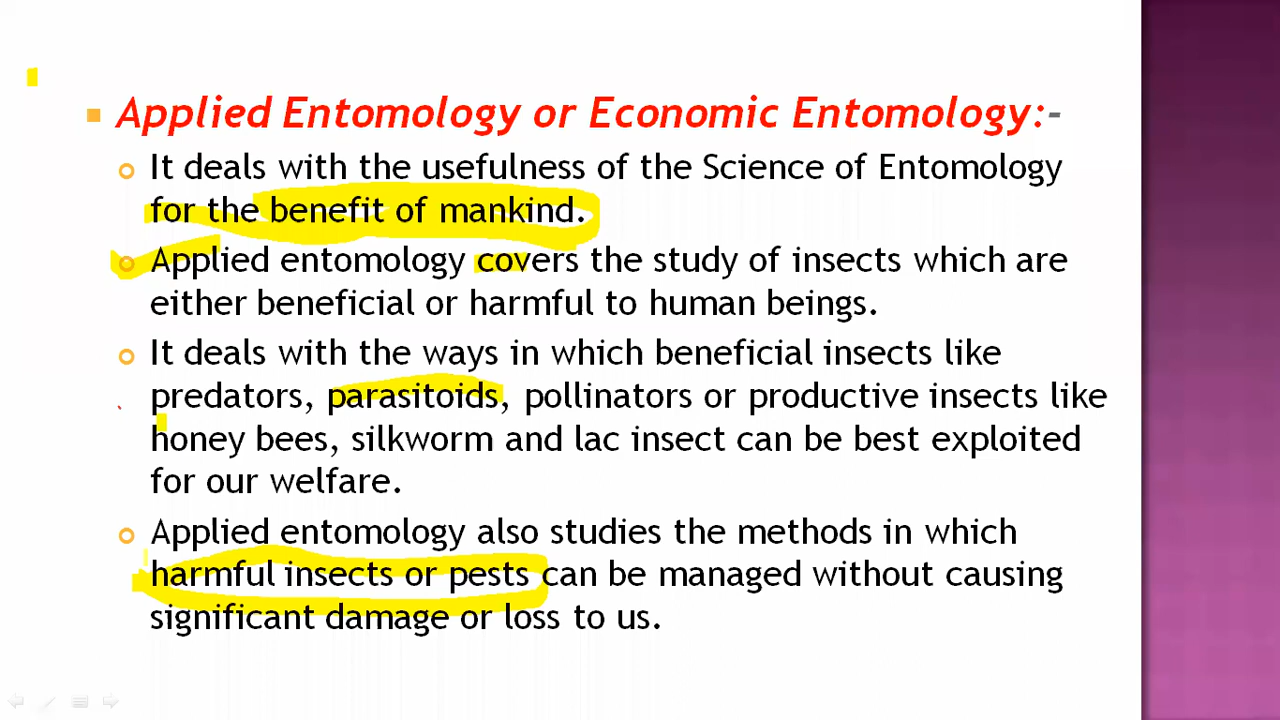 Applied Entomology or Economic Entomology:-
It deals with the usefulness of the Science of Entomology
for the benefit of mankind.
Applied entomology covers the study of insects which are
either beneficial or harmful to human beings.
It deals with the ways in which beneficial insects like
predators, parasitoids, pollinators or productive insects like
honey bees, silkworm and lac insect can be best exploited
for our welfare.
Applied entomology also studies the methods in which
harmful insects or pests can be managed without causing
significant damage or loss to us.